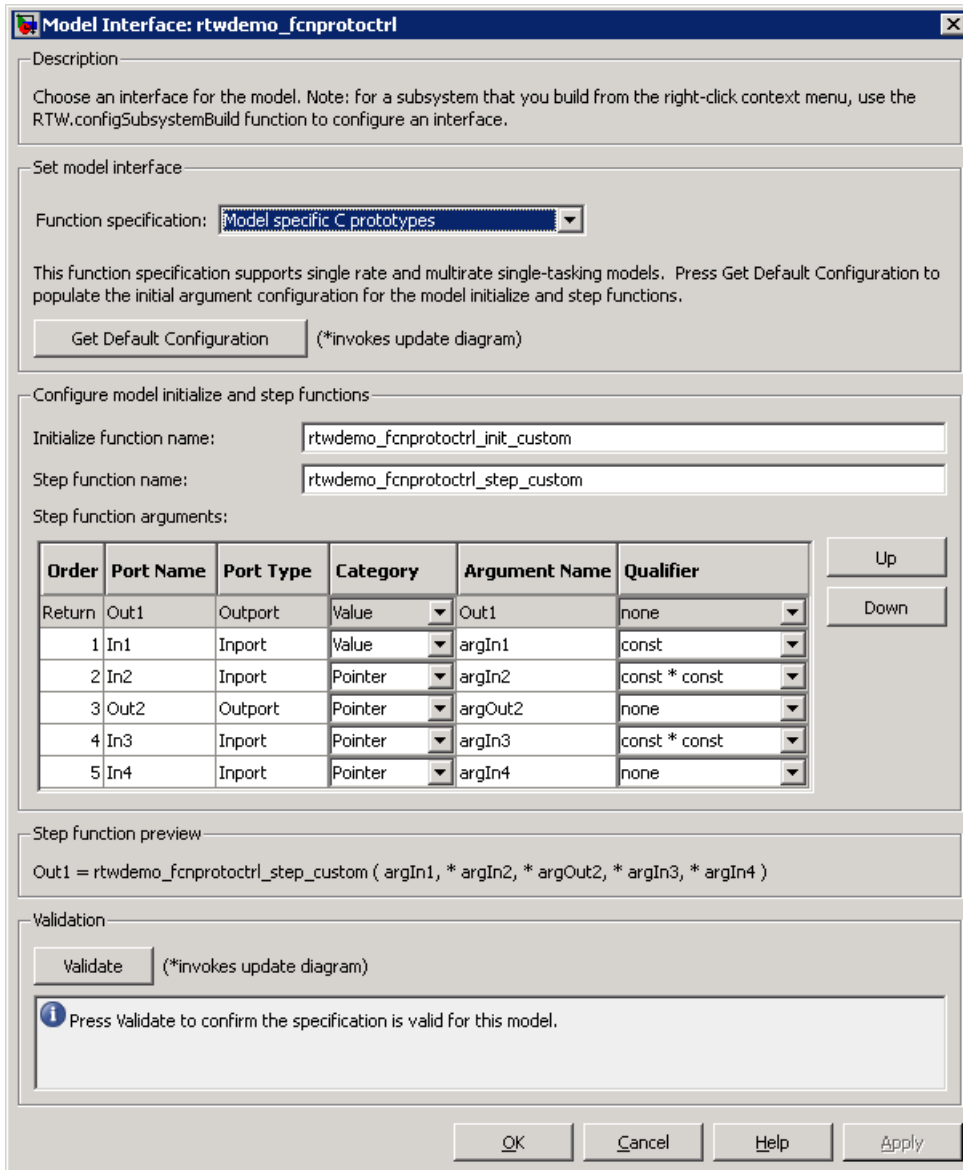 Model Interface: rtwdemo_fcnprotoctrl
Description
Choose an interface for the model. Note: for a subsystem that you build from the right-click context menu, use the
RTW.configSubsystemBuild function to configure an interface.
Set model interface
Function specification: Model specific C prototypes
This function specification supports single rate and multirate single-tasking models. Press Get Default Configuration to
populate the initial argument configuration for the model initialize and step functions.
Get Default Configuration (*invokes update diagram)
Configure model initialize and step functions
Initialize function name: rtwdemo_fcnprotoctrl_init_custom
Step function name: rtwdemo_fcnprotoctrl_step_custom
Step function arguments:
Order Port Name Port Type Category Argument Name Qualifier
Return Out1 Outport Value Out1 none
1 In1 Inport Value argIn1 const
2 In2 Inport Pointer argIn2 const * const
3 Out2 Outport Pointer argOut2 none
4 In3 Inport Pointer argIn3 const * const
5 In4 Inport Pointer argIn4 none
Up
Down
Step function preview
Out1 = rtwdemo_fcnprotoctrl_step_custom ( argIn1, * argIn2, * argOut2, * argIn3, * argIn4 )
Validation
Validate (*invokes update diagram)
Press Validate to confirm the specification is valid for this model.
OK Cancel Help Apply